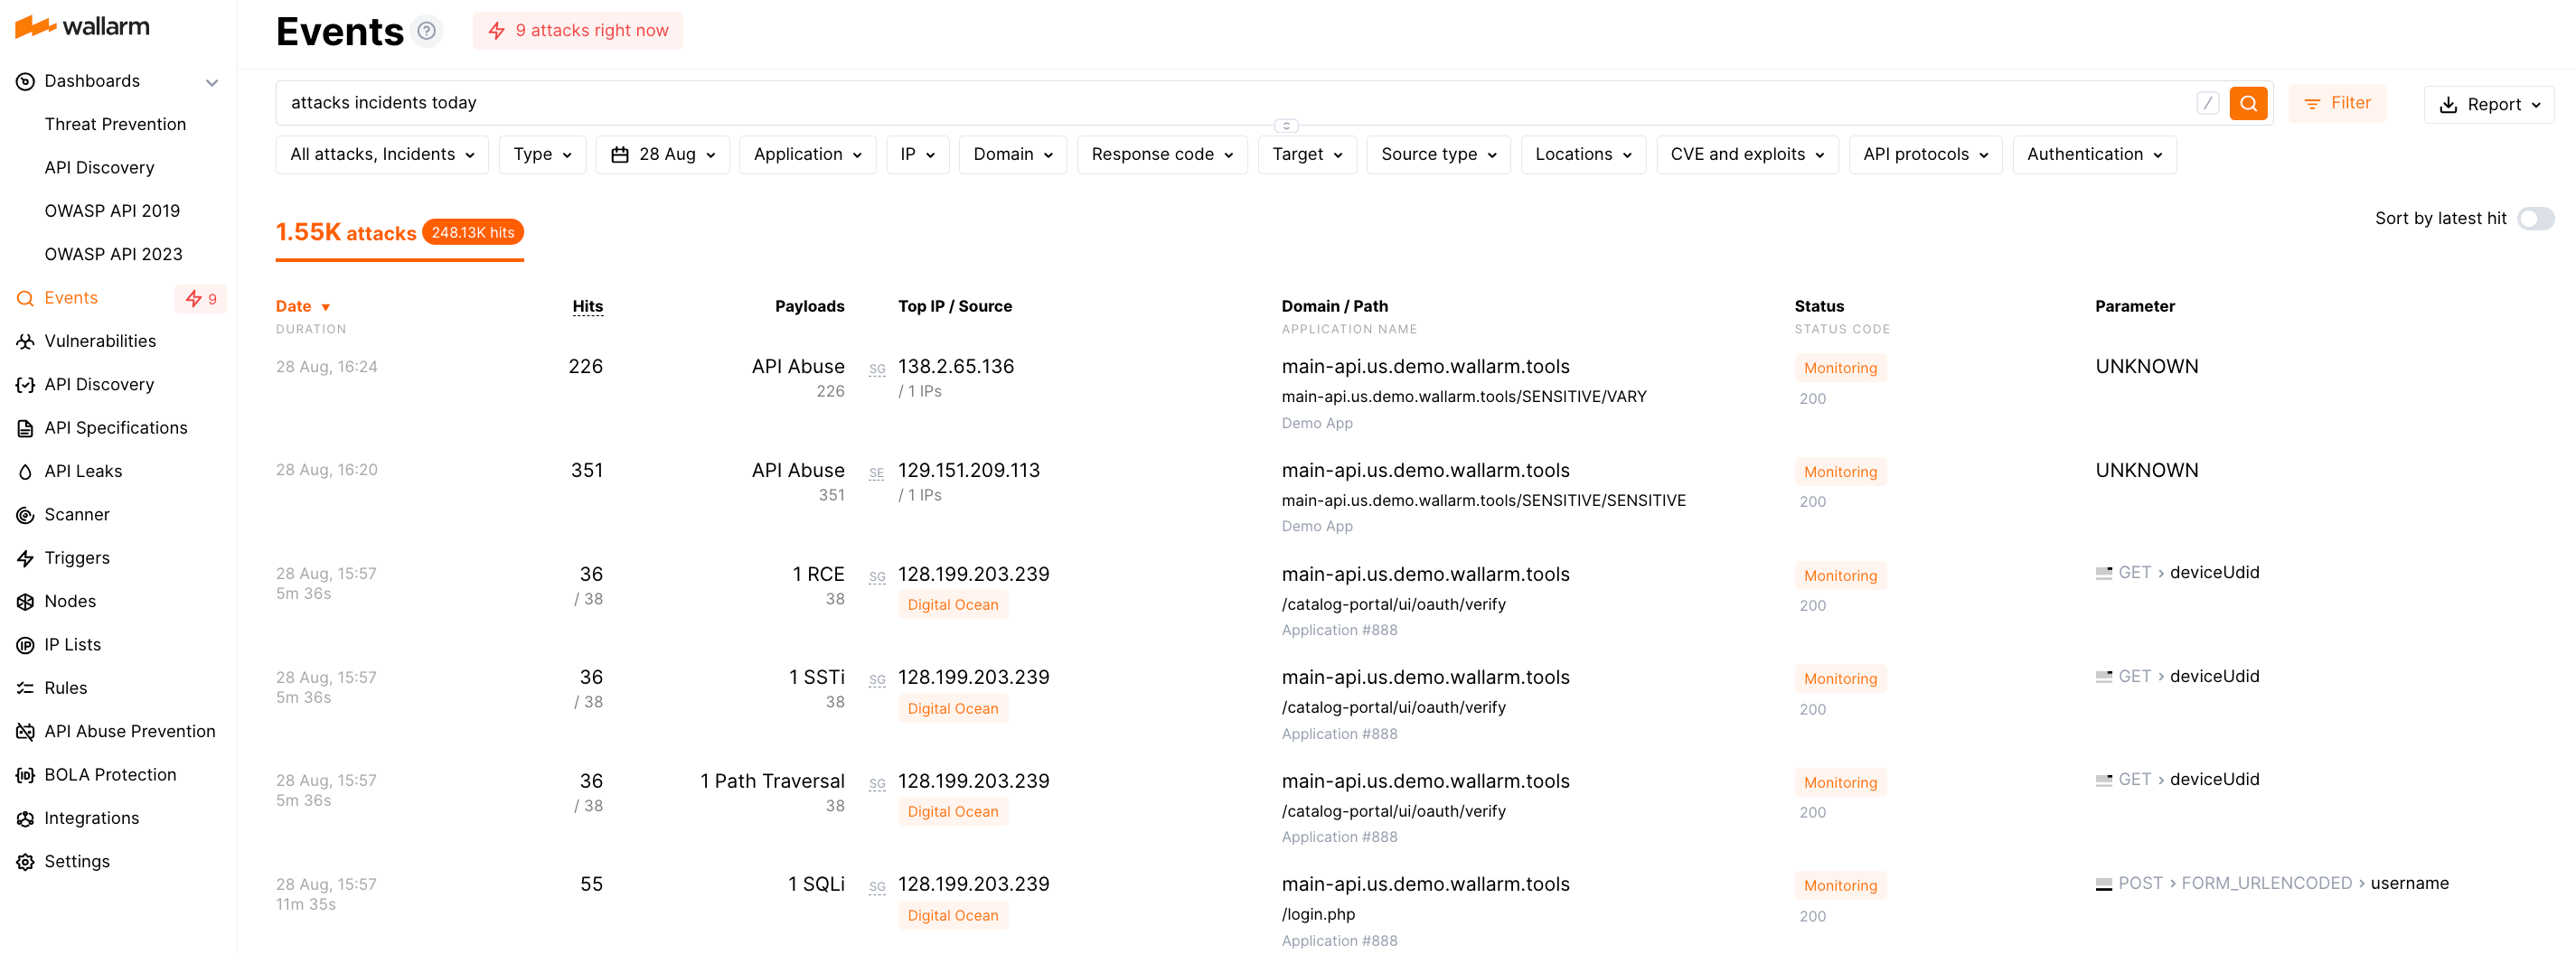 wallarm
Dashboards
Threat Prevention
API Discovery
OWASP API 2019
OWASP API 2023
Events 9
Vulnerabilities
API Discovery
API Specifications
API Leaks
Scanner
Triggers
Nodes
IP Lists
Rules
API Abuse Prevention
BOLA Protection
Integrations
Settings
Events ? 9 attacks right now
attacks incidents today / Filter Report
All attacks, Incidents Type 28 Aug Application IP Domain Response code Target Source type Locations CVE and exploits API protocols Authentication
1.55K attacks 248.13K hits Sort by latest hit
Date Hits Payloads Top IP / Source Domain / Path Status Parameter
DURATION APPLICATION NAME STATUS CODE
28 Aug, 16:24 226 API Abuse SG 138.2.65.136 main-api.us.demo.wallarm.tools Monitoring UNKNOWN
226 / 1 IPs main-api.us.demo.wallarm.tools/SENSITIVE/VARY 200
Demo App
28 Aug, 16:20 351 API Abuse SE 129.151.209.113 main-api.us.demo.wallarm.tools Monitoring UNKNOWN
351 / 1 IPs main-api.us.demo.wallarm.tools/SENSITIVE/SENSITIVE 200
Demo App
28 Aug, 15:57 36 1 RCE SG 128.199.203.239 main-api.us.demo.wallarm.tools Monitoring GET › deviceUdid
5m 36s / 38 38 Digital Ocean /catalog-portal/ui/oauth/verify 200
Application #888
28 Aug, 15:57 36 1 SSTi SG 128.199.203.239 main-api.us.demo.wallarm.tools Monitoring GET › deviceUdid
5m 36s / 38 38 Digital Ocean /catalog-portal/ui/oauth/verify 200
Application #888
28 Aug, 15:57 36 1 Path Traversal SG 128.199.203.239 main-api.us.demo.wallarm.tools Monitoring GET › deviceUdid
5m 36s / 38 38 Digital Ocean /catalog-portal/ui/oauth/verify 200
Application #888
28 Aug, 15:57 55 1 SQLi SG 128.199.203.239 main-api.us.demo.wallarm.tools Monitoring POST › FORM_URLENCODED › username
11m 35s Digital Ocean /login.php 200
Application #888